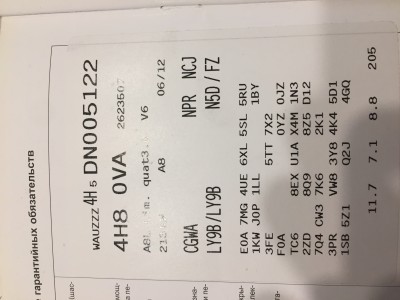 гарантийных обязательств
WAUZZZ 4H 5 DN005122
4H8 0VA 2623507
A8L m. quat3. V6
A8 06/12
CGWA NPR NCJ
LY9B/LY9B N5D / FZ
E0A 7MG 4UE 6XL 5SL 5RU
1KW J0P 1LL 1BY
3FE 5TT 7X2
F0A 0YZ 0JZ
TC6 8EX U1A X4M 1N3
2ZD 8Q9 8Z5 D12
7Q4 CW3 7K6 2K1
3PR VW8 3Y8 4K4 5D1
1SB 5Z1 Q2J 4GQ
11.7 7.1 8.8 205